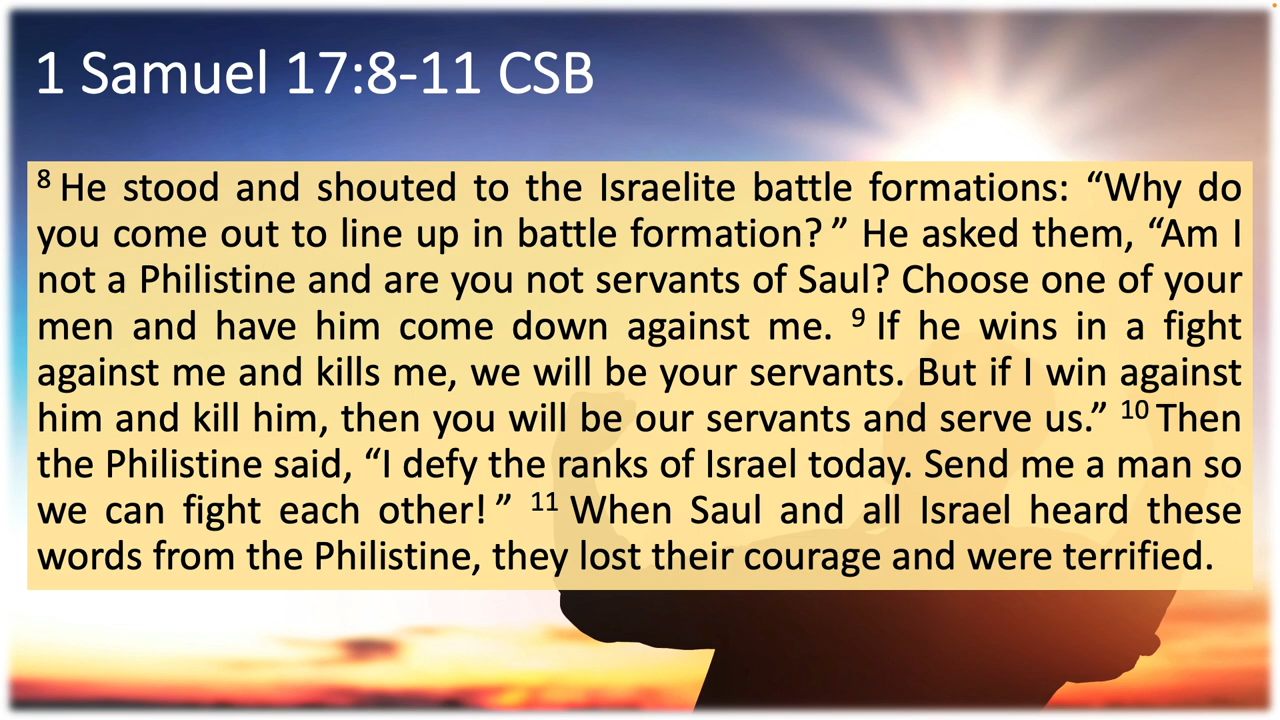 1 Samuel 17:8-11 CSB
8 He stood and shouted to the Israelite battle formations: “Why do
you come out to line up in battle formation? ” He asked them, “Am I
not a Philistine and are you not servants of Saul? Choose one of your
men and have him come down against me. 9 If he wins in a fight
against me and kills me, we will be your servants. But if I win against
him and kill him, then you will be our servants and serve us.” 10 Then
the Philistine said, “I defy the ranks of Israel today. Send me a man so
we can fight each other! ” 11 When Saul and all Israel heard these
words from the Philistine, they lost their courage and were terrified.